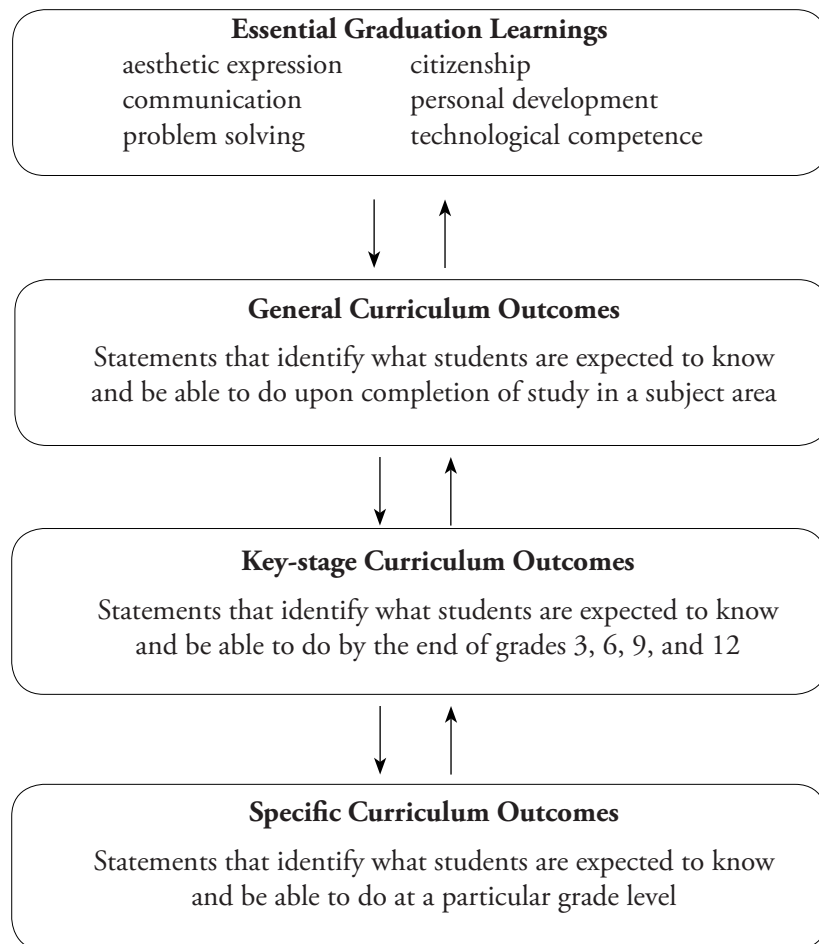 Essential Graduation Learnings
aesthetic expression citizenship
communication personal development
problem solving technological competence
General Curriculum Outcomes
Statements that identify what students are expected to know
and be able to do upon completion of study in a subject area
Key-stage Curriculum Outcomes
Statements that identify what students are expected to know
and be able to do by the end of grades 3, 6, 9, and 12
Specific Curriculum Outcomes
Statements that identify what students are expected to know
and be able to do at a particular grade level